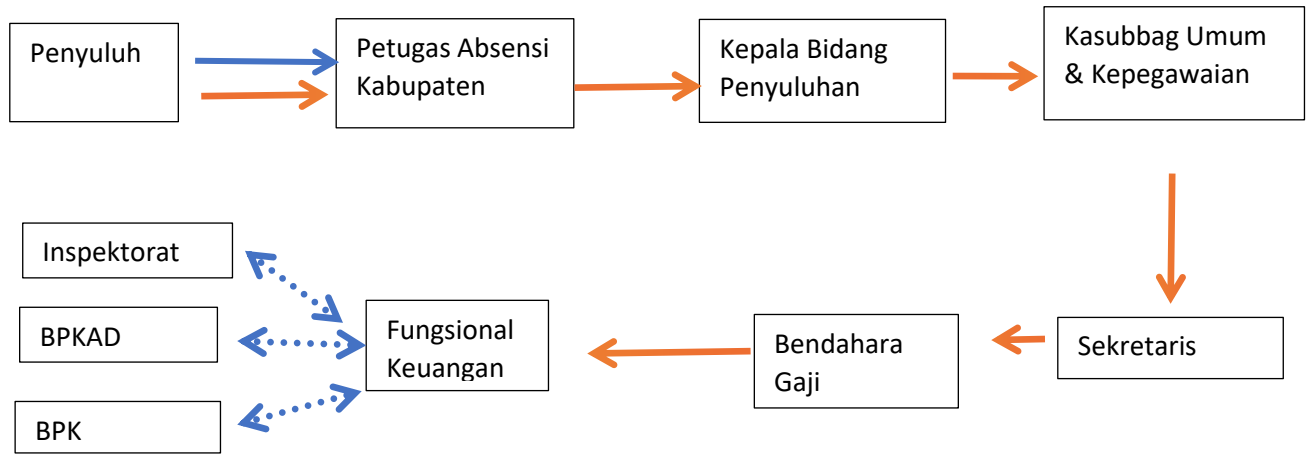 Penyuluh
Petugas Absensi
Kabupaten
Kepala Bidang
Penyuluhan
Kasubbag Umum
& Kepegawaian
Inspektorat
BPKAD
BPK
Fungsional
Keuangan
Bendahara
Gaji
Sekretaris